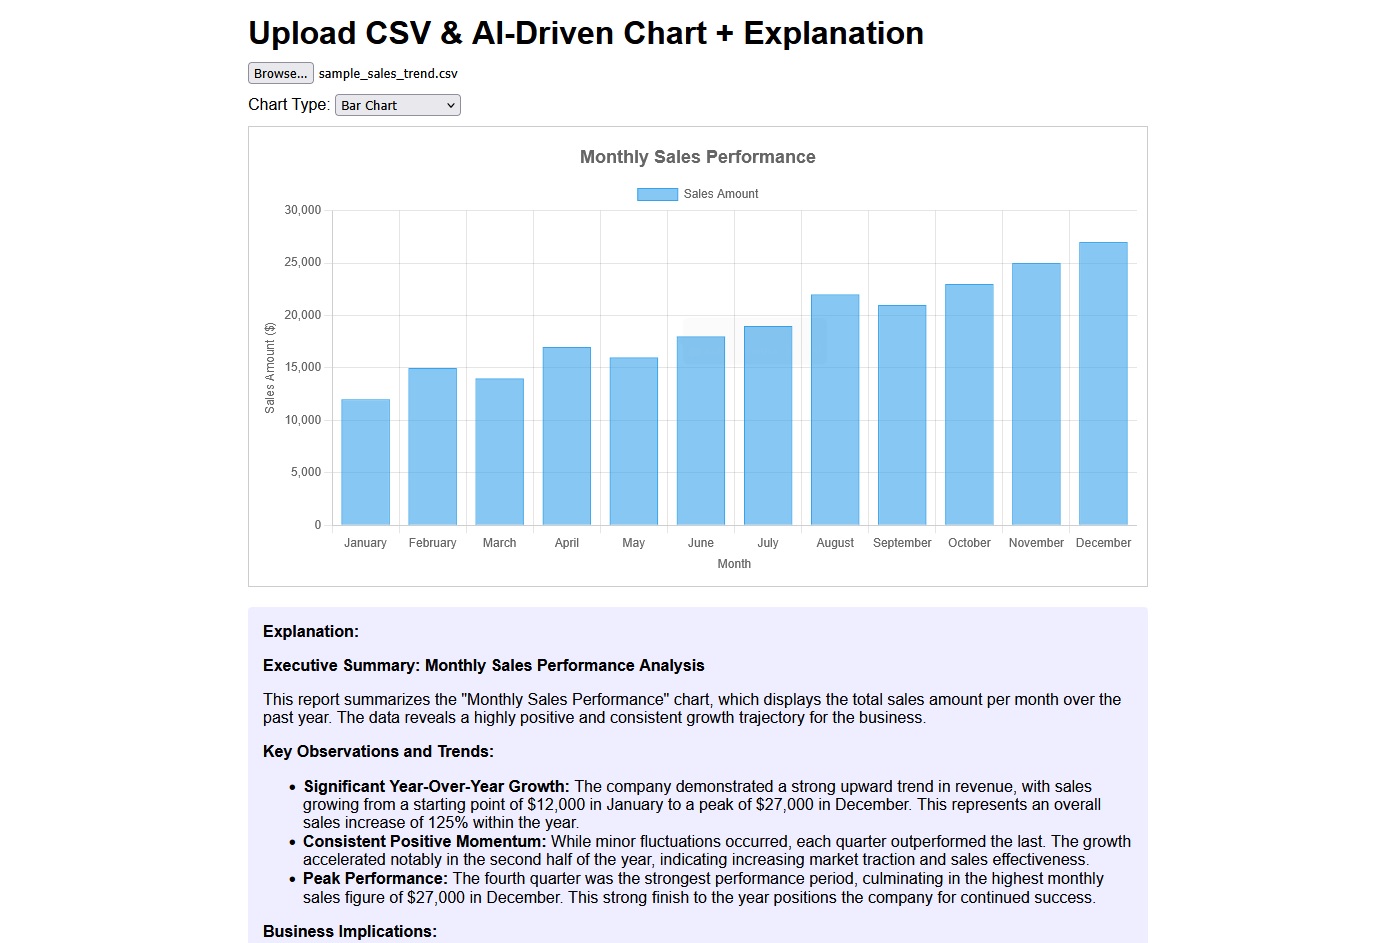 Upload CSV & AI-Driven Chart + Explanation
Browse... sample_sales_trend.csv
Chart Type: Bar Chart
Monthly Sales Performance
Sales Amount
30,000
25,000
20,000
15,000
10,000
5,000
0
Sales Amount ($)
January February March April May June July August September October November December
Month
Explanation:
Executive Summary: Monthly Sales Performance Analysis
This report summarizes the "Monthly Sales Performance" chart, which displays the total sales amount per month over the
past year. The data reveals a highly positive and consistent growth trajectory for the business.
Key Observations and Trends:
• Significant Year-Over-Year Growth: The company demonstrated a strong upward trend in revenue, with sales
growing from a starting point of $12,000 in January to a peak of $27,000 in December. This represents an overall
sales increase of 125% within the year.
• Consistent Positive Momentum: While minor fluctuations occurred, each quarter outperformed the last. The growth
accelerated notably in the second half of the year, indicating increasing market traction and sales effectiveness.
• Peak Performance: The fourth quarter was the strongest performance period, culminating in the highest monthly
sales figure of $27,000 in December. This strong finish to the year positions the company for continued success.
Business Implications: